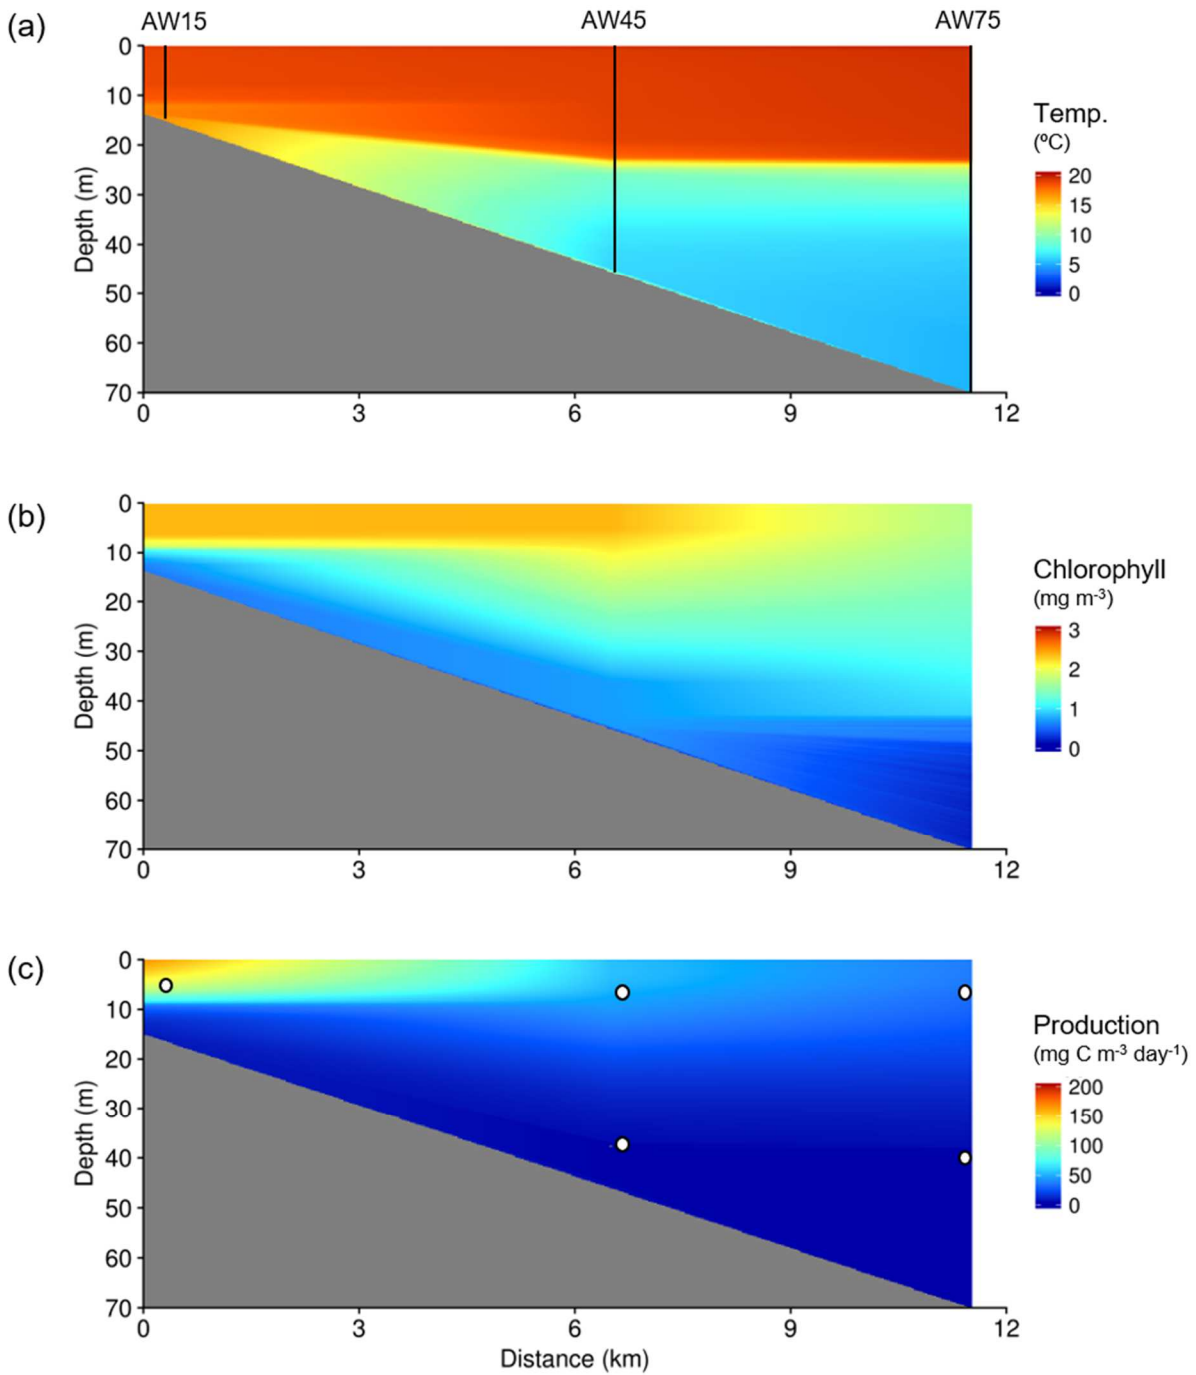 (a)
AW15 AW45 AW75
0
10
20
30
40
50
60
70
Depth (m)
0 3 6 9 12
Temp.
(ºC)
20
15
10
5
0
(b)
0
10
20
30
40
50
60
70
Depth (m)
0 3 6 9 12
Chlorophyll
(mg m-3)
3
2
1
0
(c)
0
10
20
30
40
50
60
70
Depth (m)
0 3 6 9 12
Distance (km)
Production
(mg C m-3 day-1)
200
150
100
50
0